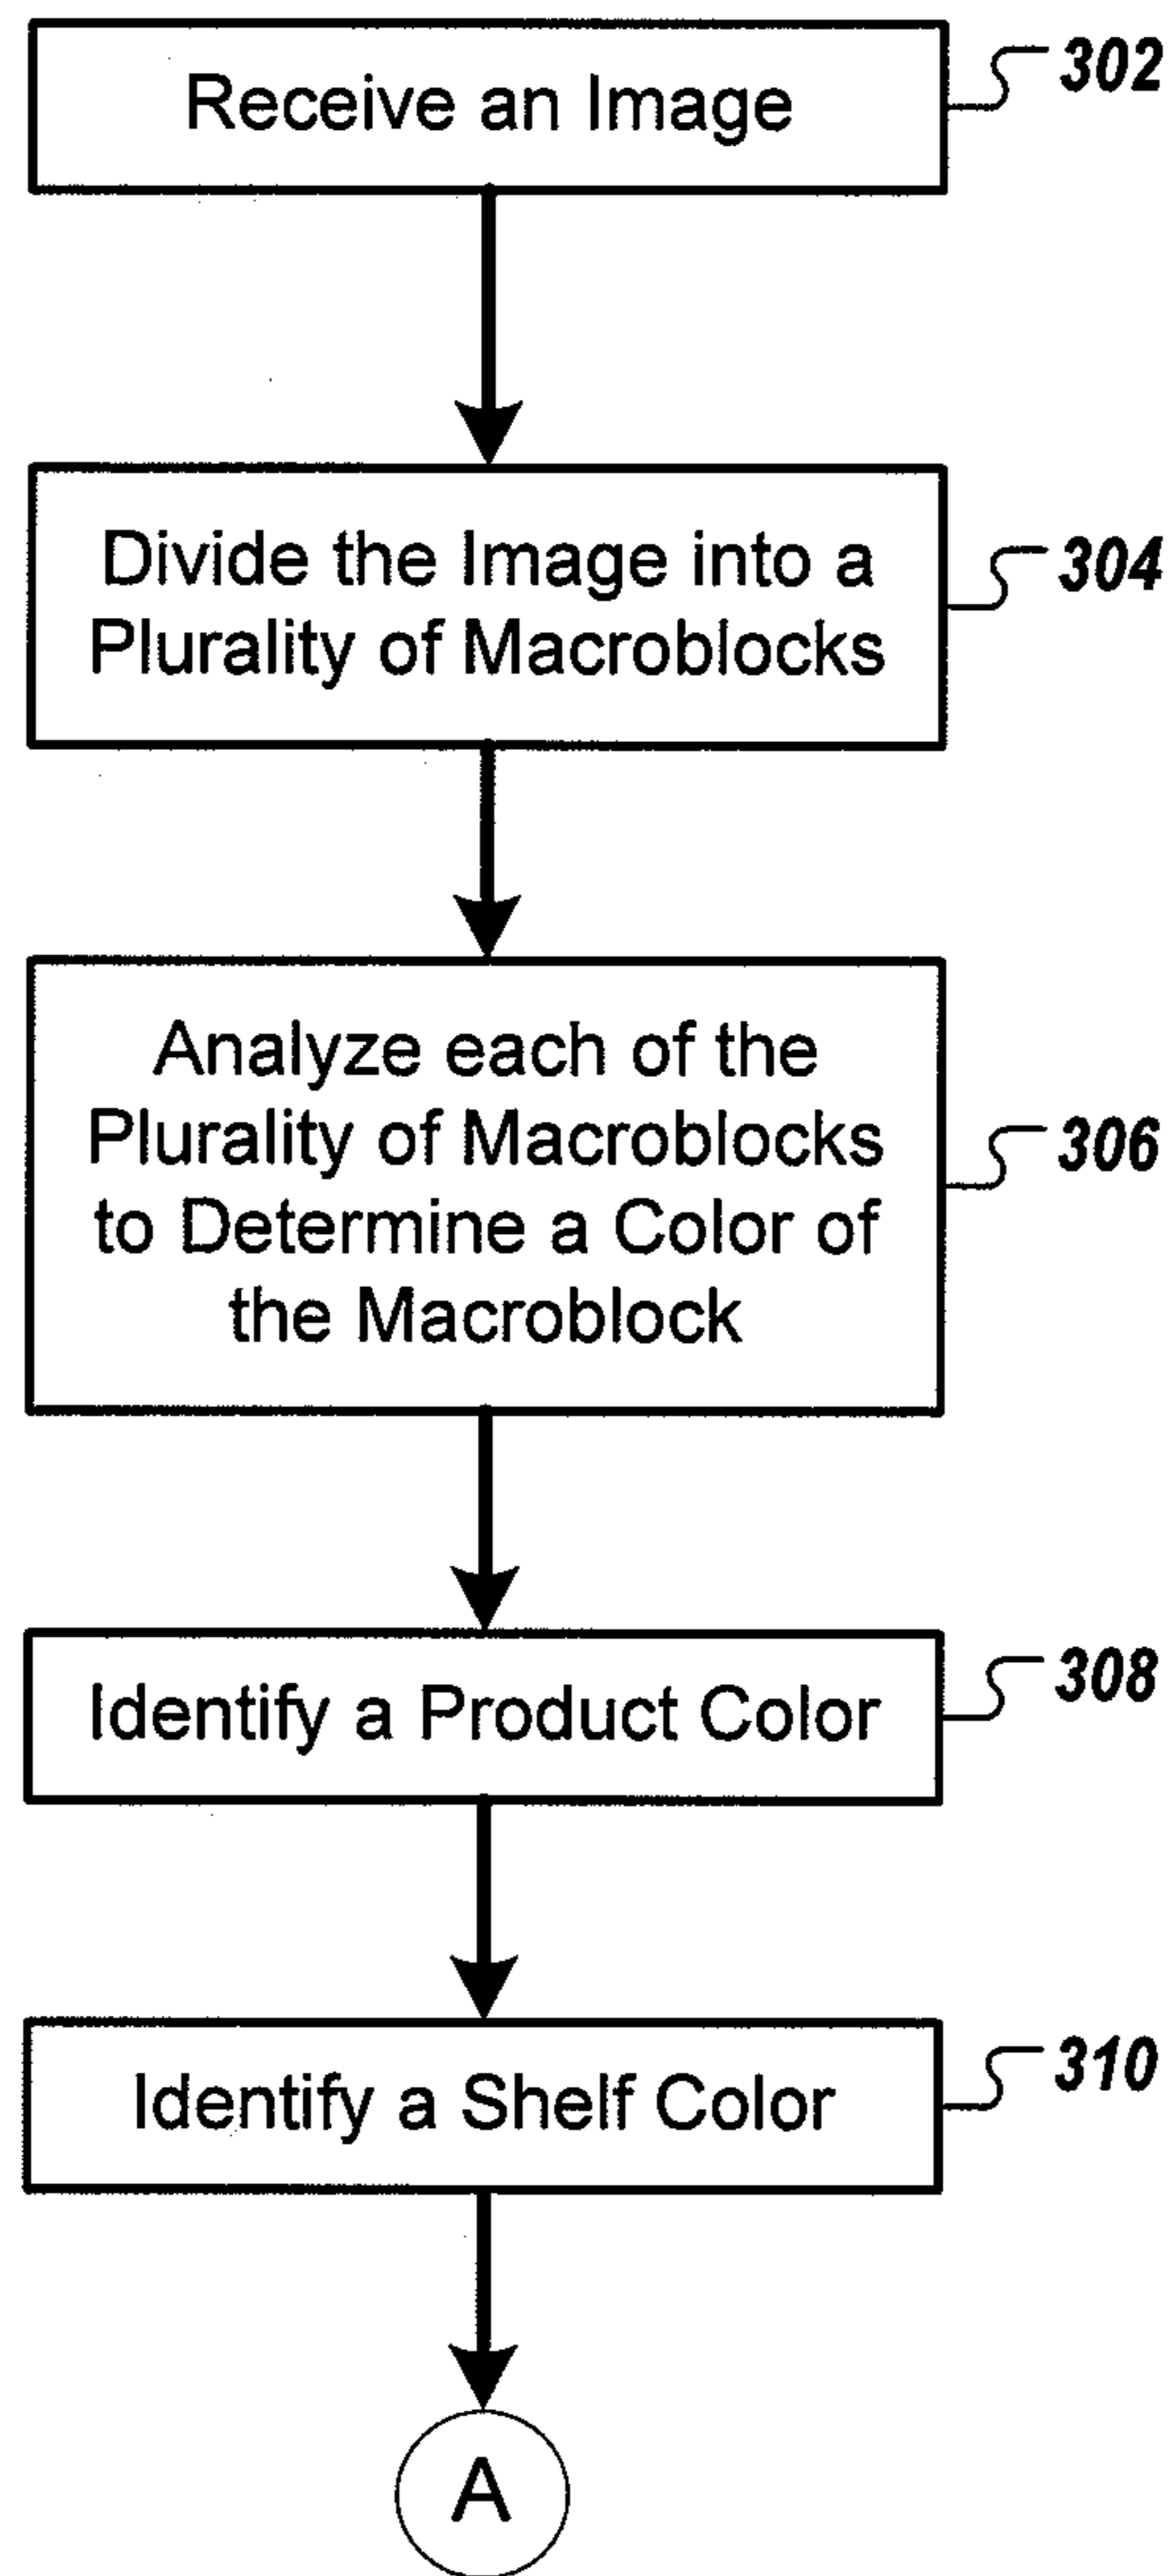 Receive an Image
302
Divide the Image into a
Plurality of Macroblocks
304
Analyze each of the
Plurality of Macroblocks
to Determine a Color of
the Macroblock
306
Identify a Product Color
308
Identify a Shelf Color
310
A